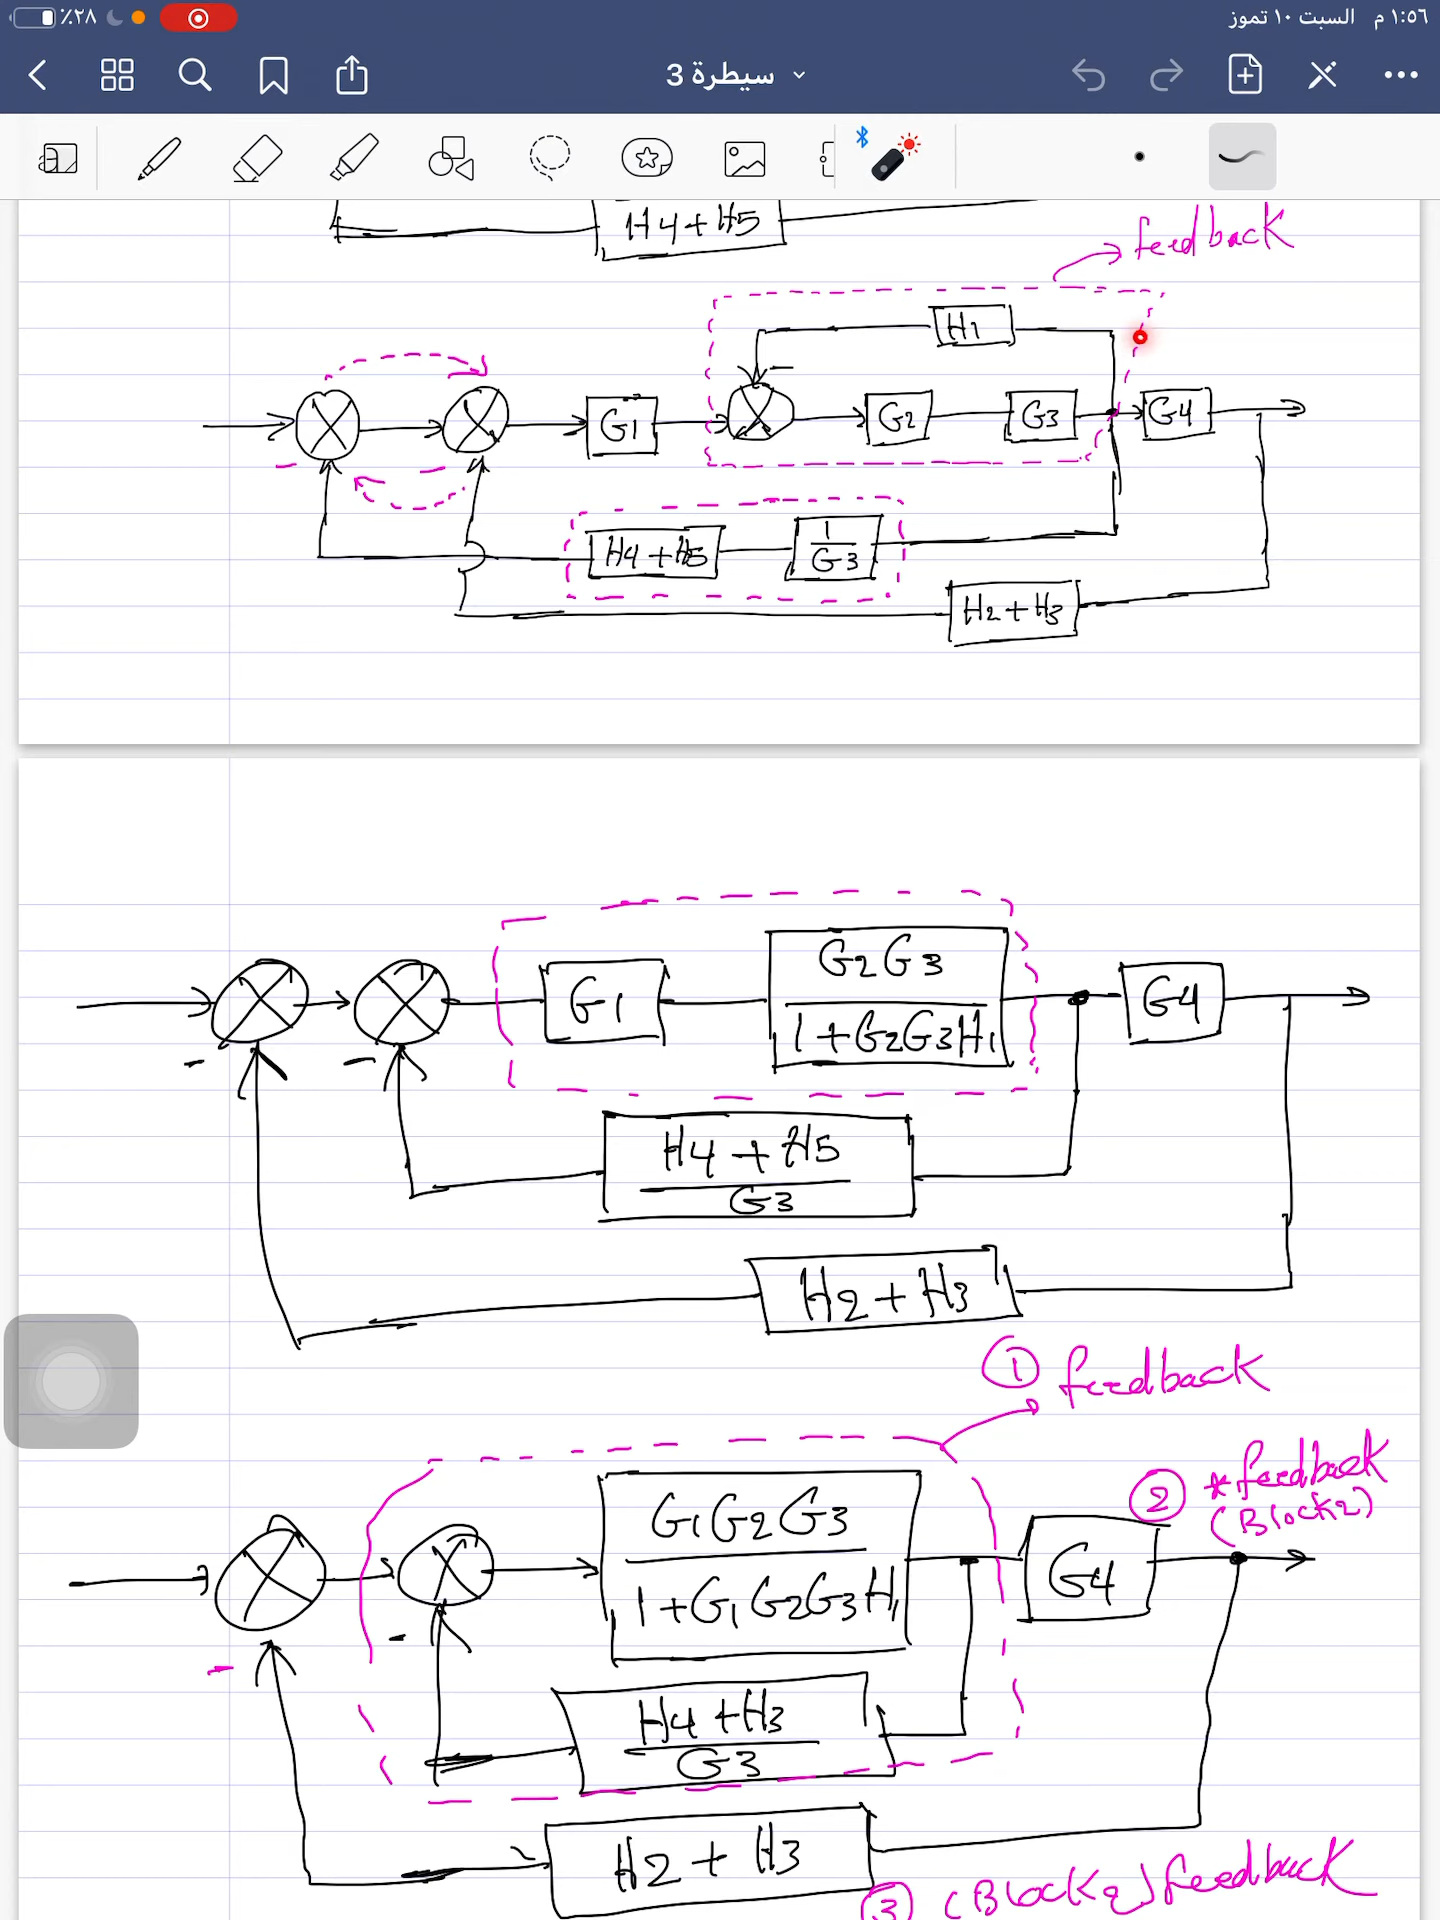 ٪٢٨
١:٥٦ م السبت ١٠ تموز
سيطرة 3
H4+H5
feedback
H1
G1
G2
G3
G4
H4+H5
1
G3
H2+H3
G1
G2G3
1+G2G3H1
G4
H4+H5
G3
H2+H3
① feedback
② *feedback
(Block2)
G1G2G3
1+G1G2G3H1
G4
H4+H3
G3
H2+H3
③ (Block2) feedback